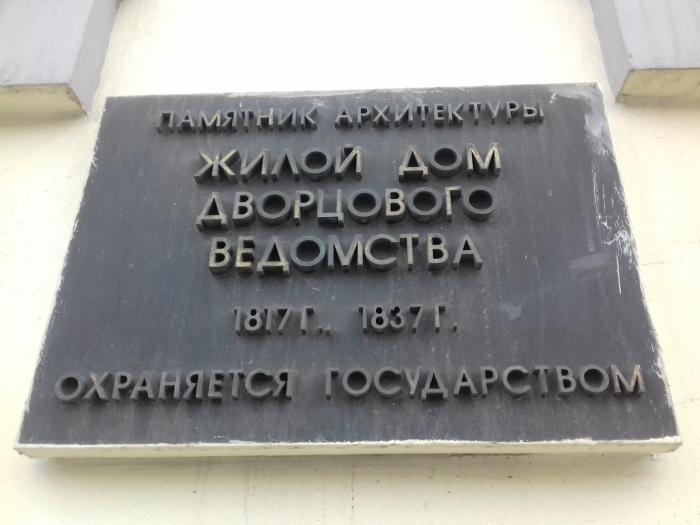 ПАМЯТНИК АРХИТЕКТУРЫ
ЖИЛОЙ ДОМ
ДВОРЦОВОГО
ВЕДОМСТВА
1817 Г., 1837 Г.
ОХРАНЯЕТСЯ ГОСУДАРСТВОМ